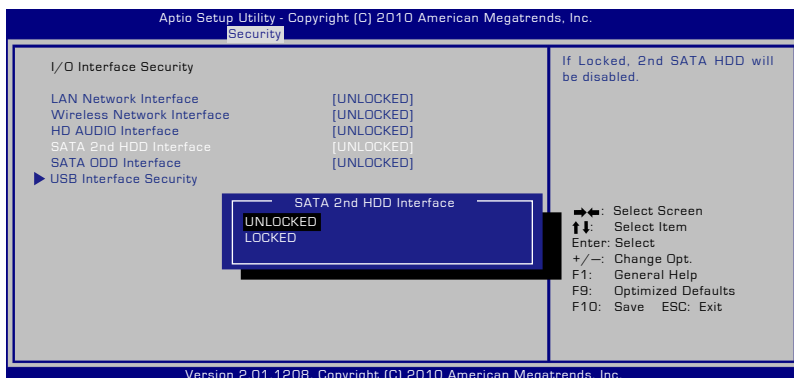 Aptio Setup Utility - Copyright (C) 2010 American Megatrends, Inc.
Security
I/O Interface Security
LAN Network Interface [UNLOCKED]
Wireless Network Interface [UNLOCKED]
HD AUDIO Interface [UNLOCKED]
SATA 2nd HDD Interface [UNLOCKED]
SATA ODD Interface [UNLOCKED]
USB Interface Security
SATA 2nd HDD Interface
UNLOCKED
LOCKED
If Locked, 2nd SATA HDD will
be disabled.
→←: Select Screen
↑↓: Select Item
Enter: Select
+/—: Change Opt.
F1: General Help
F9: Optimized Defaults
F10: Save ESC: Exit
Version 2.01.1208. Copyright (C) 2010 American Megatrends, Inc.